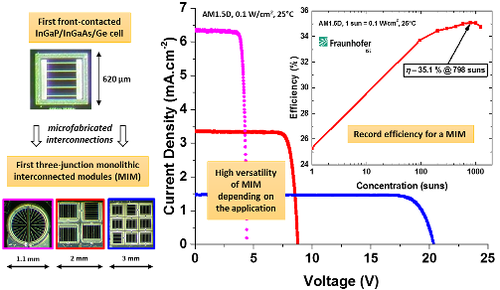 First front-contacted
InGaP/InGaAs/Ge cell
620 µm
microfabricated
interconnections
First three-junction monolithic
interconnected modules (MIM)
1.1 mm
2 mm
3 mm
Current Density (mA.cm-2)
7
6
5
4
3
2
1
0
AM1.5D, 0.1 W/cm², 25°C
High versatility
of MIM
depending on
the application
0
5
10
15
20
25
Voltage (V)
Efficiency (%)
36
34
32
30
28
26
24
AM1.5D, 1 sun = 0.1 W/cm², 25°C
Fraunhofer
ISE
η – 35.1 % @ 798 suns
Record efficiency for a MIM
1
10
100
1000
Concentration (suns)